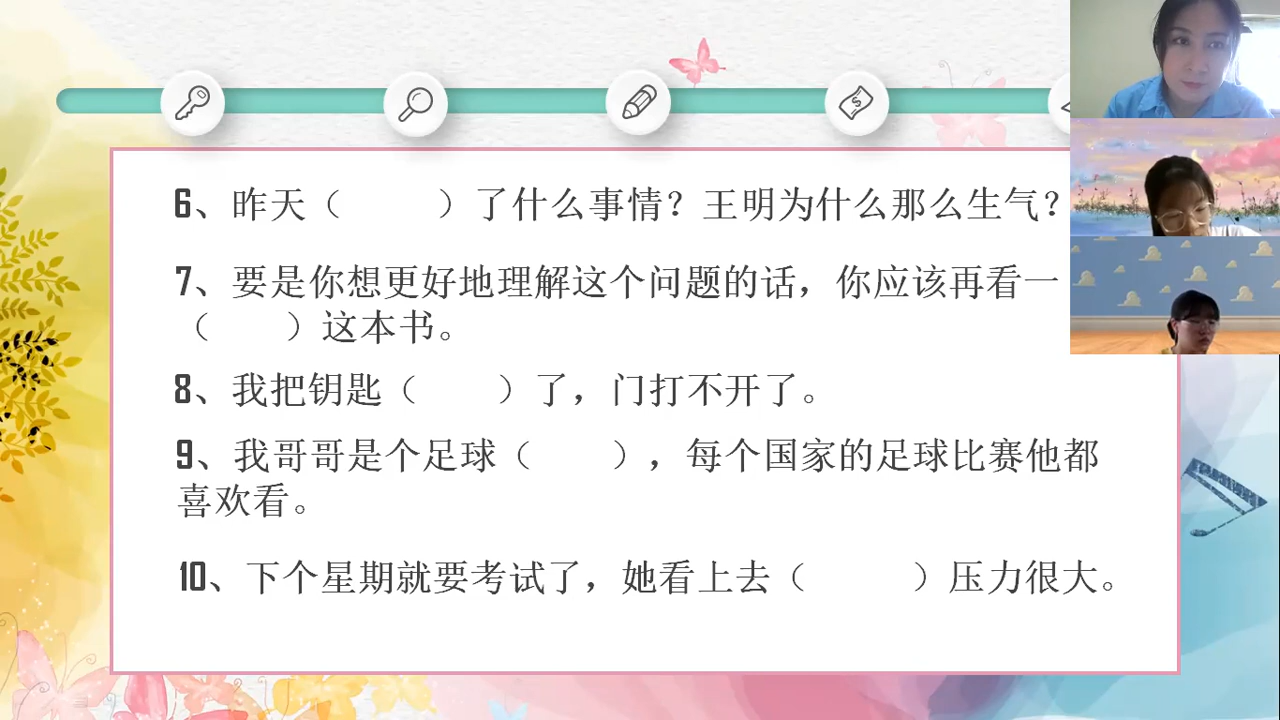 6、昨天（ ）了什么事情？王明为什么那么生气？
7、要是你想更好地理解这个问题的话，你应该再看一
（ ）这本书。
8、我把钥匙（ ）了，门打不开了。
9、我哥哥是个足球（ ），每个国家的足球比赛他都
喜欢看。
10、下个星期就要考试了，她看上去（ ）压力很大。